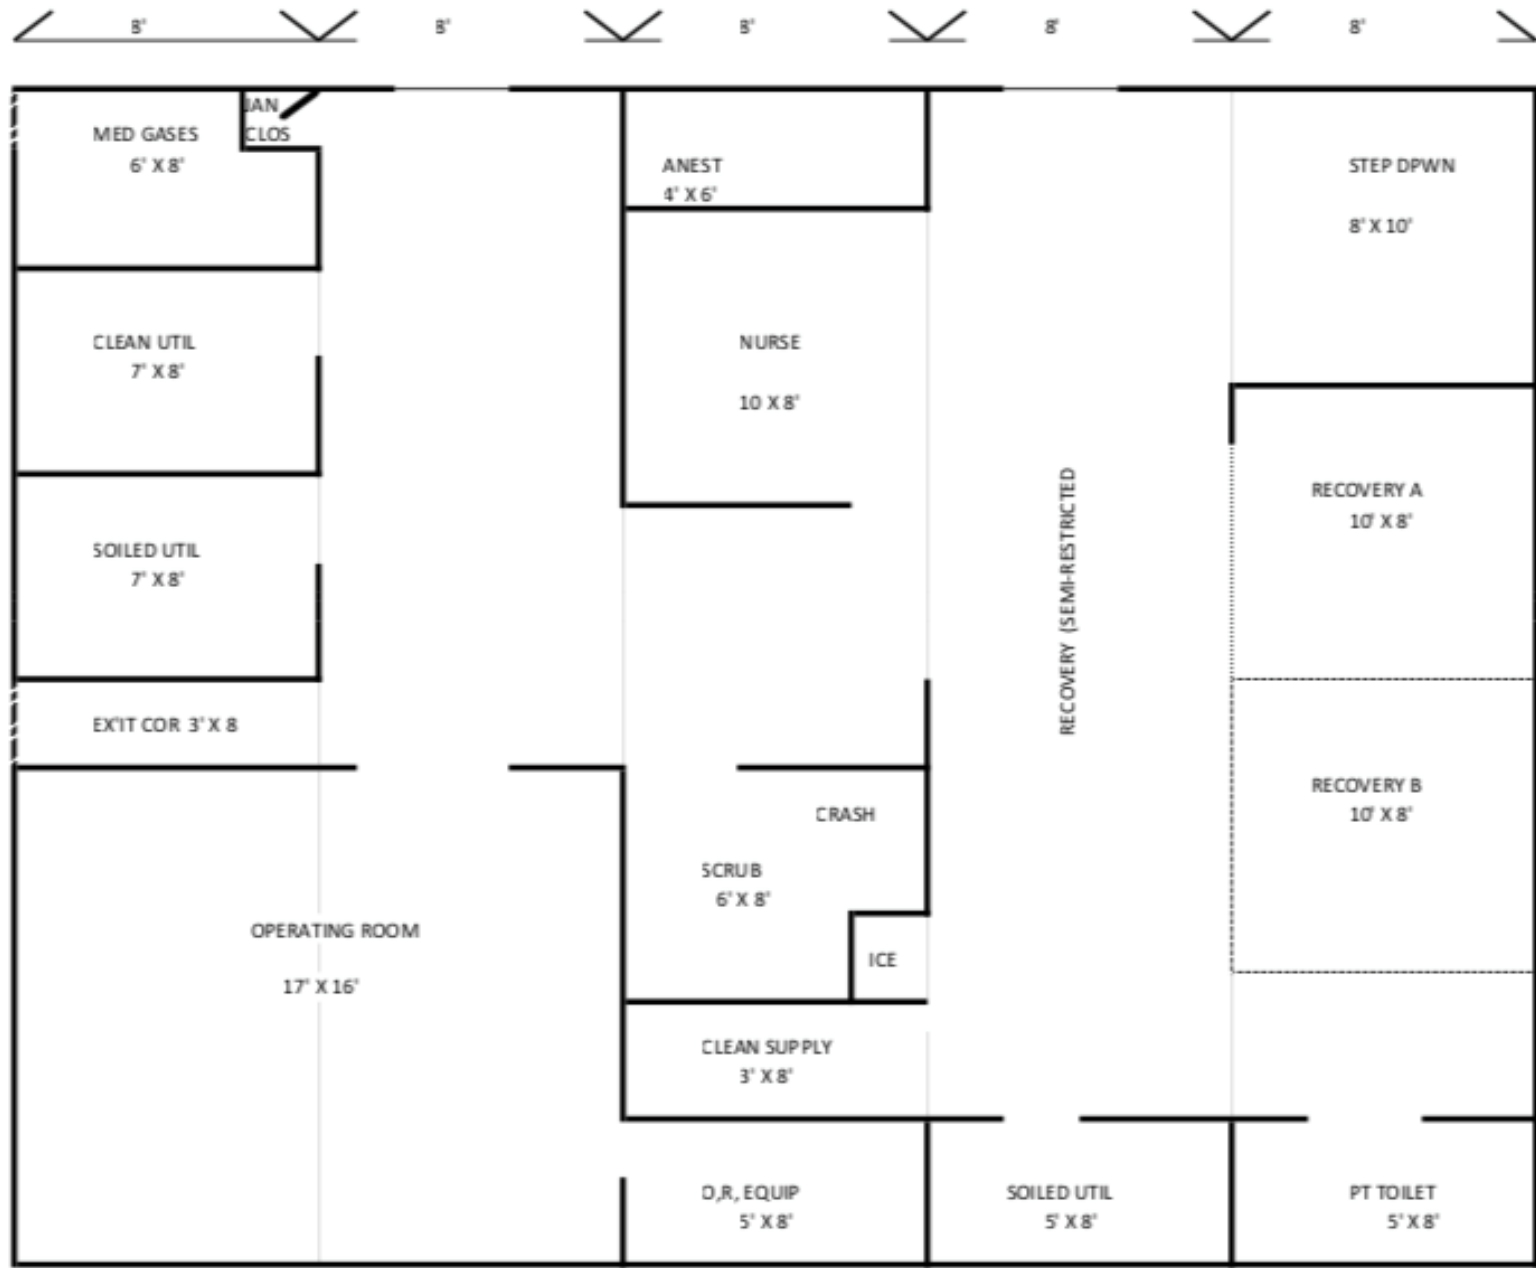 8' 8' 8' 8' 8'
JAN
CLOS
MED GASES
6' X 8'
ANEST
4' X 6'
STEP DPWN
8' X 10'
CLEAN UTIL
7' X 8'
NURSE
10 X 8'
RECOVERY A
10' X 8'
SOILED UTIL
7' X 8'
RECOVERY (SEMI-RESTRICTED
EX'IT COR 3' X 8
RECOVERY B
10' X 8'
CRASH
SCRUB
6' X 8'
OPERATING ROOM
17' X 16'
ICE
CLEAN SUPPLY
3' X 8'
O,R, EQUIP
5' X 8'
SOILED UTIL
5' X 8'
PT TOILET
5' X 8'